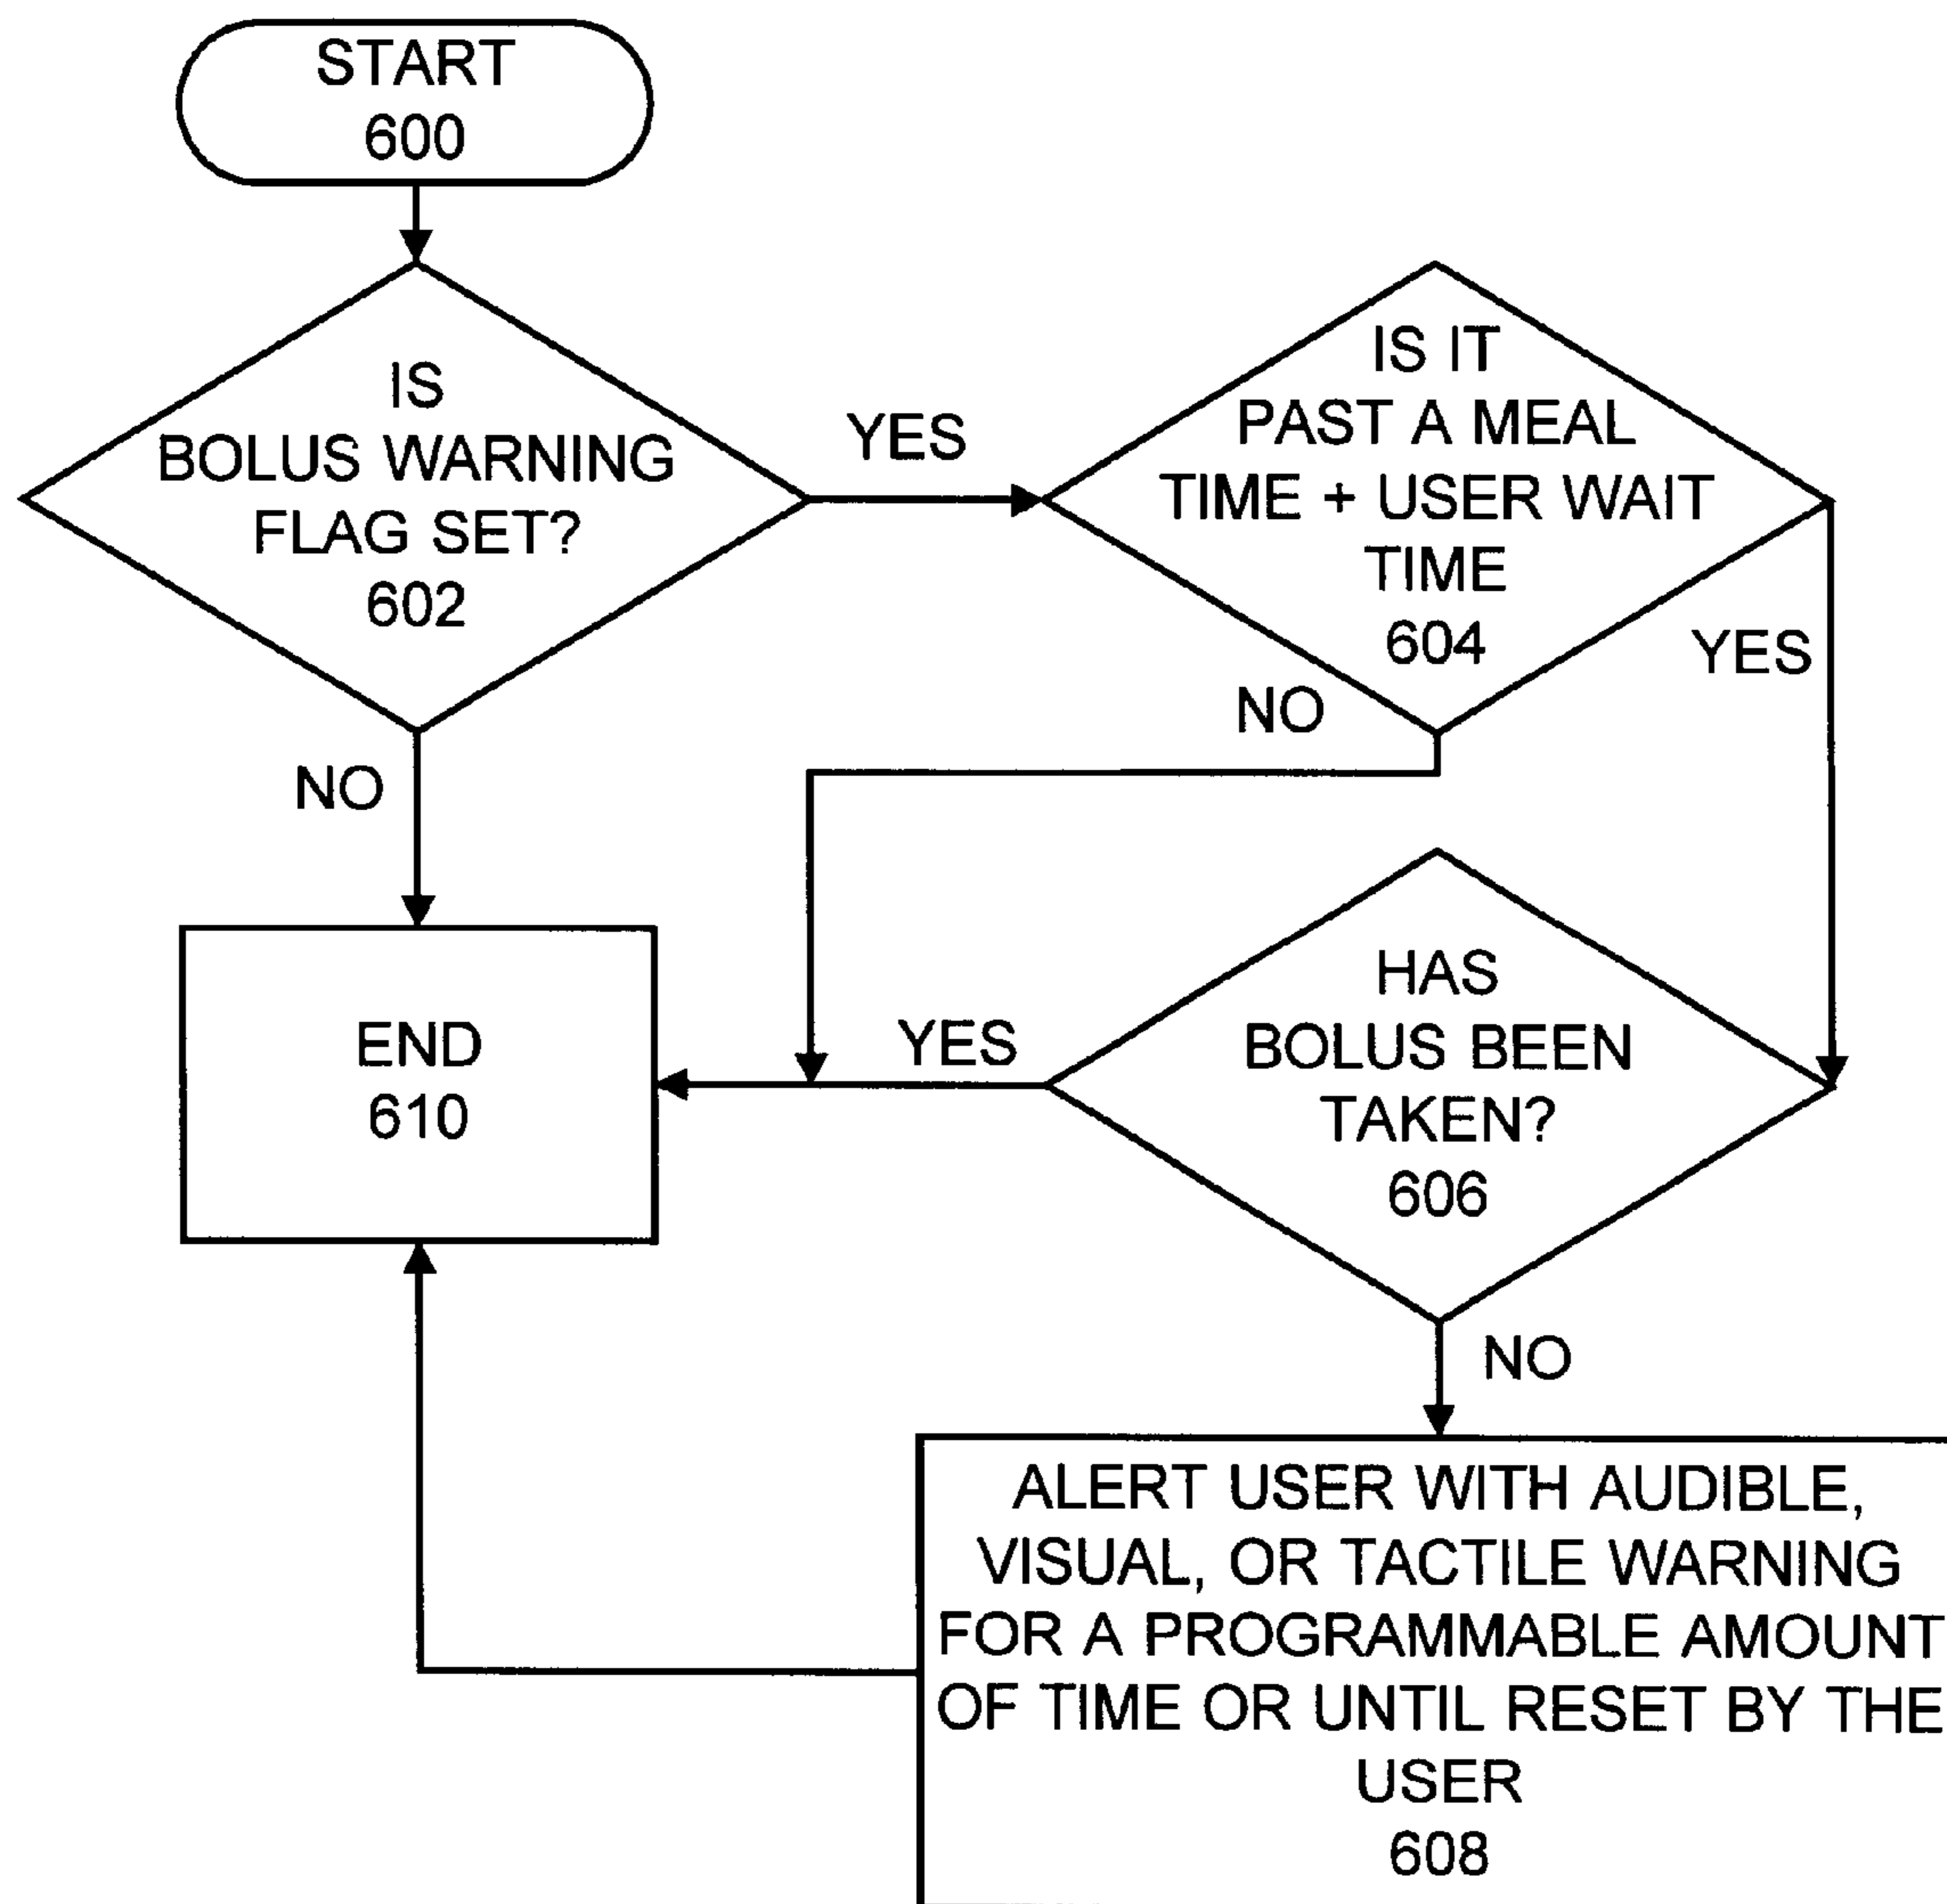 START
600
IS
BOLUS WARNING
FLAG SET?
602
YES
IS IT
PAST A MEAL
TIME + USER WAIT
TIME
604
YES
NO
NO
END
610
YES
HAS
BOLUS BEEN
TAKEN?
606
NO
ALERT USER WITH AUDIBLE,
VISUAL, OR TACTILE WARNING
FOR A PROGRAMMABLE AMOUNT
OF TIME OR UNTIL RESET BY THE
USER
608